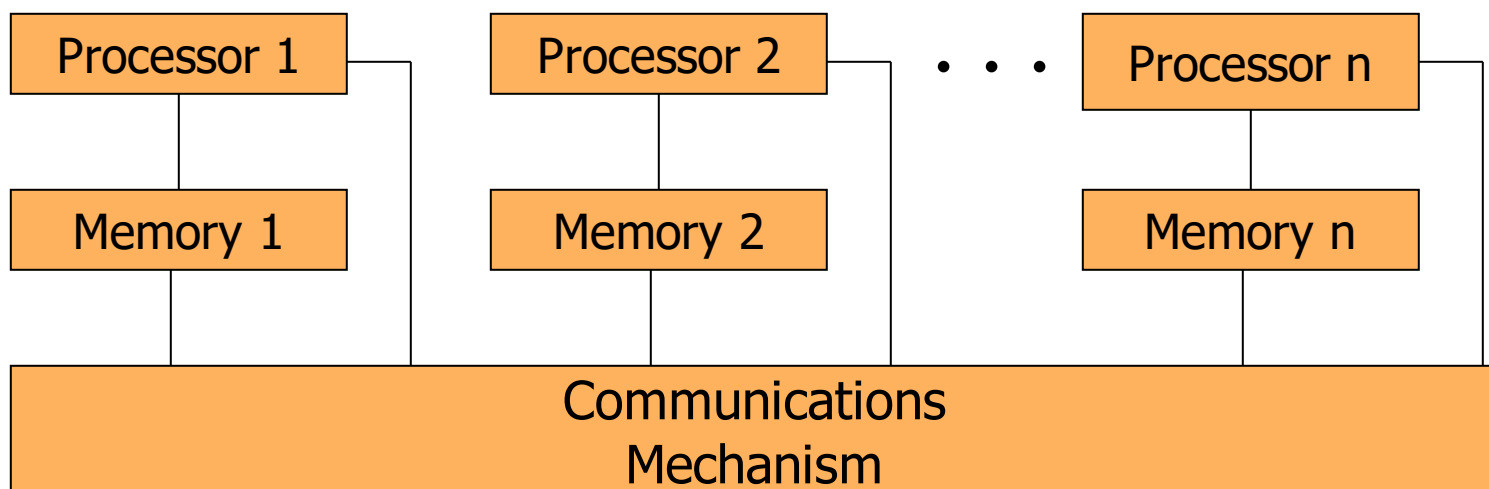 Processor 1
Processor 2
. . .
Processor n
Memory 1
Memory 2
Memory n
Communications
Mechanism